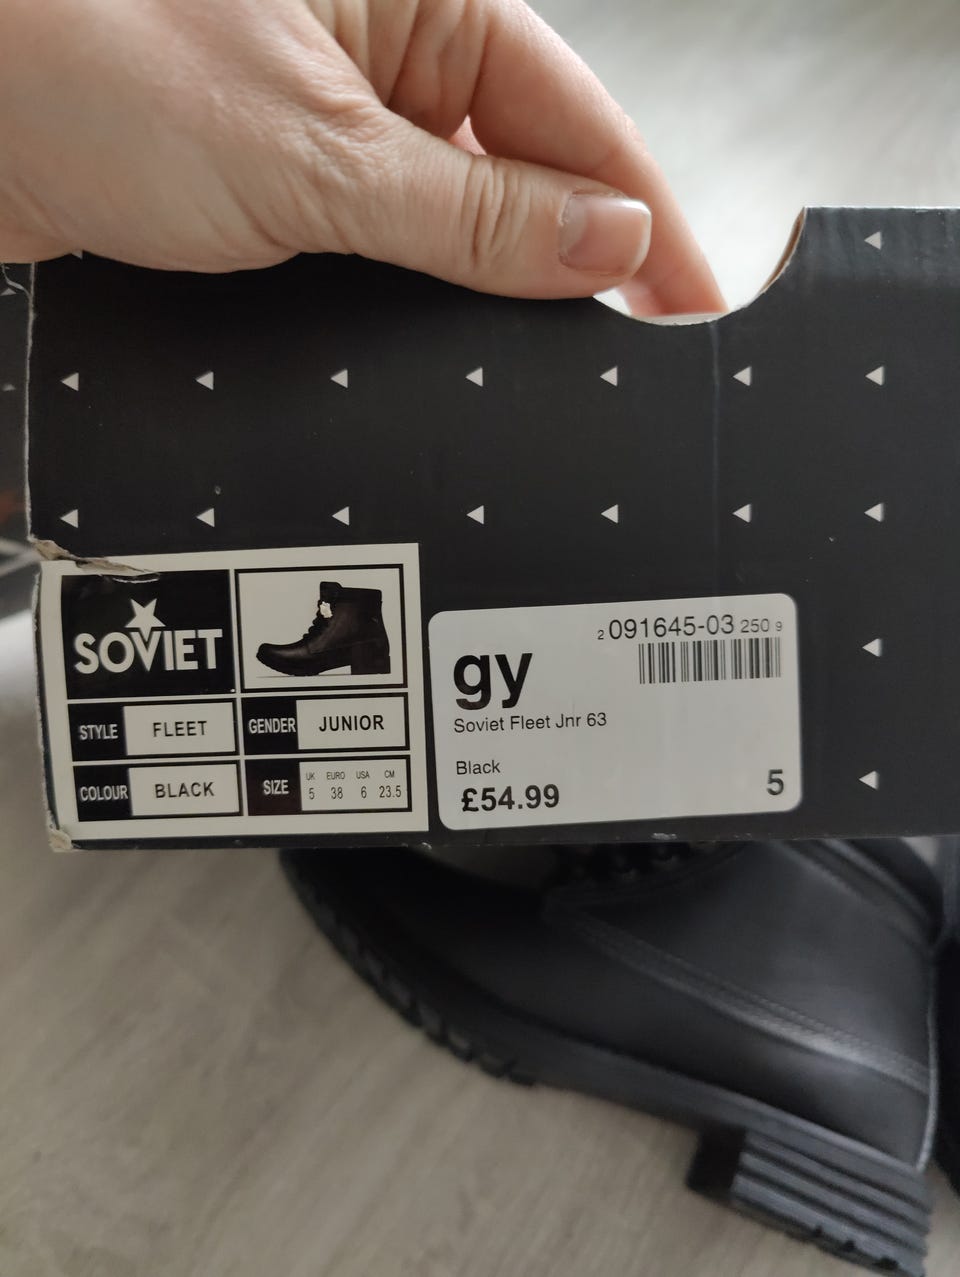 SOVIET
STYLE FLEET
GENDER JUNIOR
COLOUR BLACK
SIZE
UK EURO USA CM
5 38 6 23.5
2 091645-03 250 9
gy
Soviet Fleet Jnr 63
Black
£54.99
5